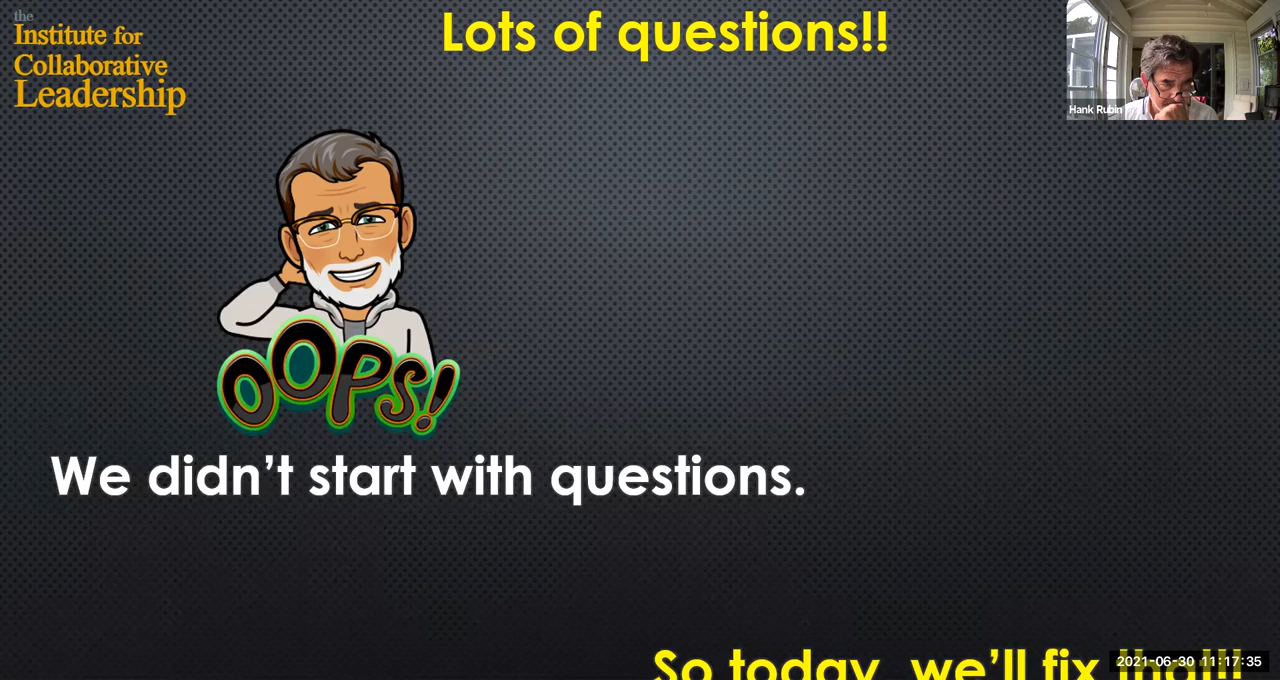 the
Institute for
Collaborative
Leadership
Lots of questions!!
Hank Rubin
OOPS!
We didn't start with questions.
So today, we'll fix that!!!
2021-06-30 11:17:35